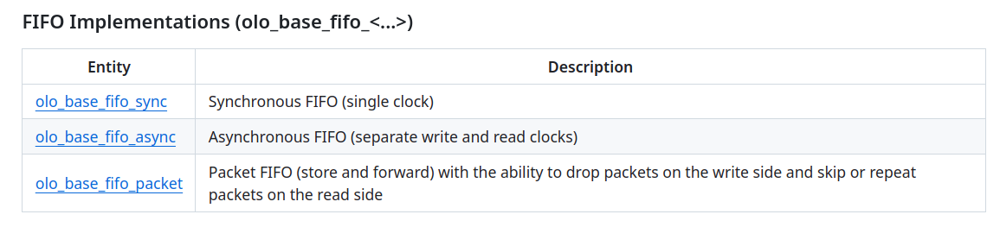 FIFO Implementations (olo_base_fifo_<...>)
Entity Description
olo_base_fifo_sync Synchronous FIFO (single clock)
olo_base_fifo_async Asynchronous FIFO (separate write and read clocks)
olo_base_fifo_packet Packet FIFO (store and forward) with the ability to drop packets on the write side and skip or repeat
packets on the read side